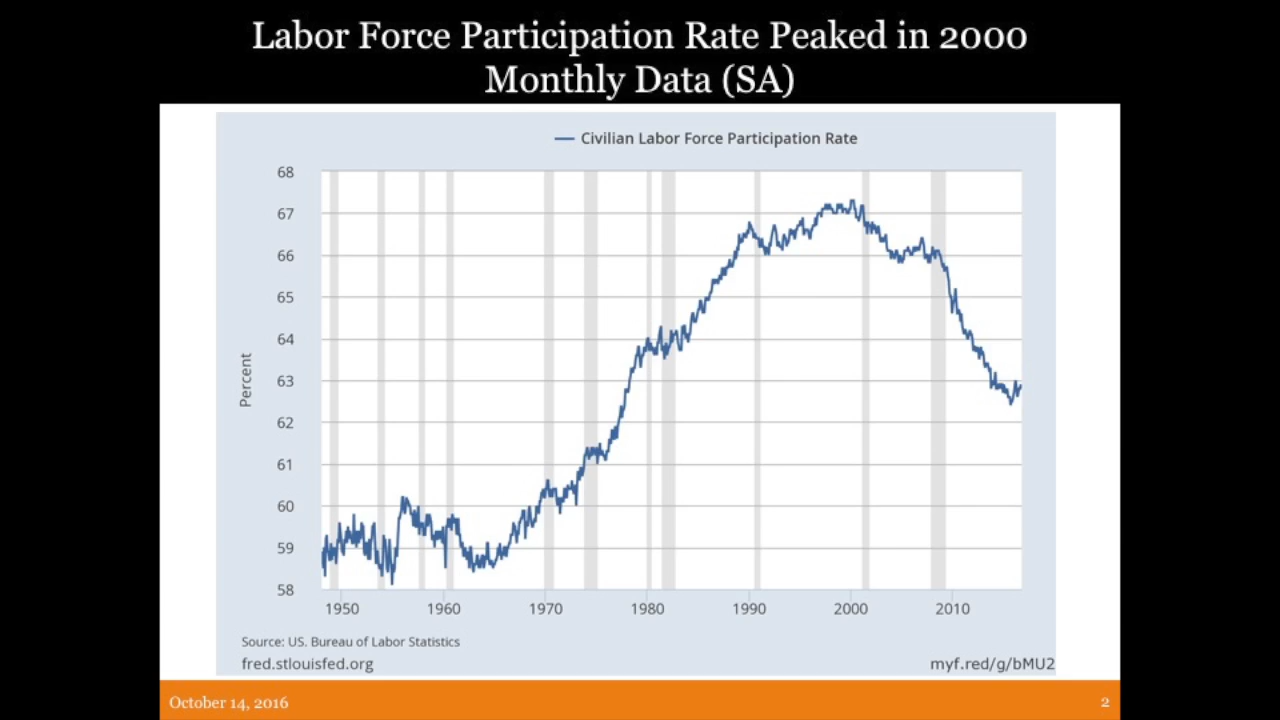 Labor Force Participation Rate Peaked in 2000
Monthly Data (SA)
Civilian Labor Force Participation Rate
68
67
66
65
64
63
62
61
60
59
58
Percent
1950 1960 1970 1980 1990 2000 2010
Source: US. Bureau of Labor Statistics
fred.stlouisfed.org myf.red/g/bMU2
October 14, 2016 2